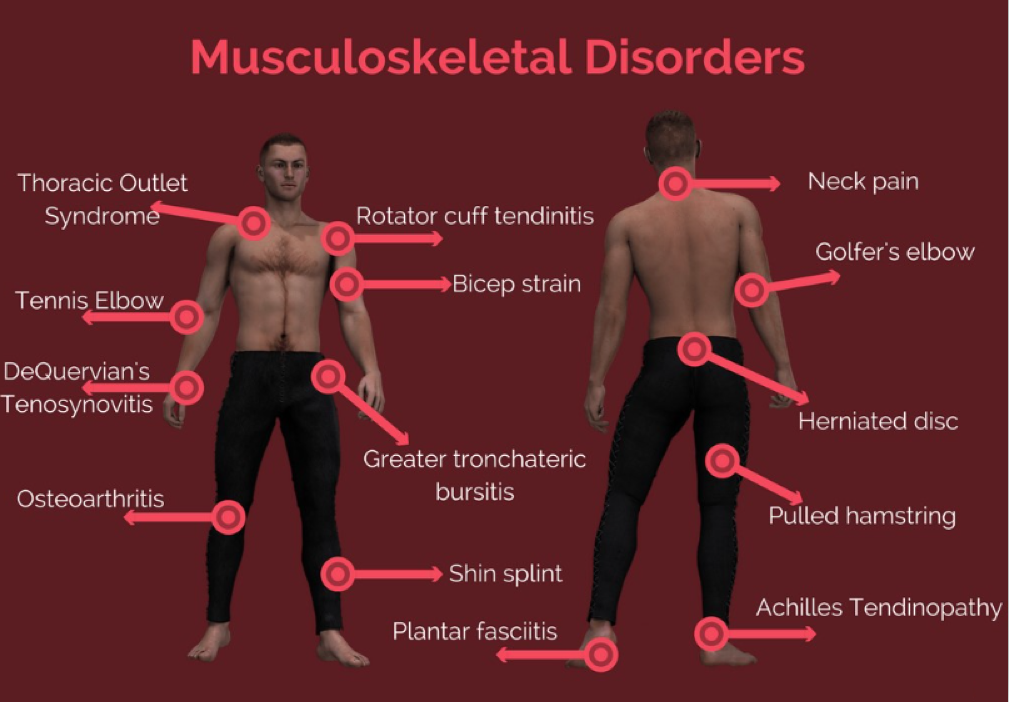 Musculoskeletal Disorders
Thoracic Outlet
Syndrome
Rotator cuff tendinitis
Neck pain
Golfer's elbow
Bicep strain
Tennis Elbow
DeQuervian's
Tenosynovitis
Herniated disc
Greater tronchateric
bursitis
Osteoarthritis
Pulled hamstring
Shin splint
Achilles Tendinopathy
Plantar fasciitis